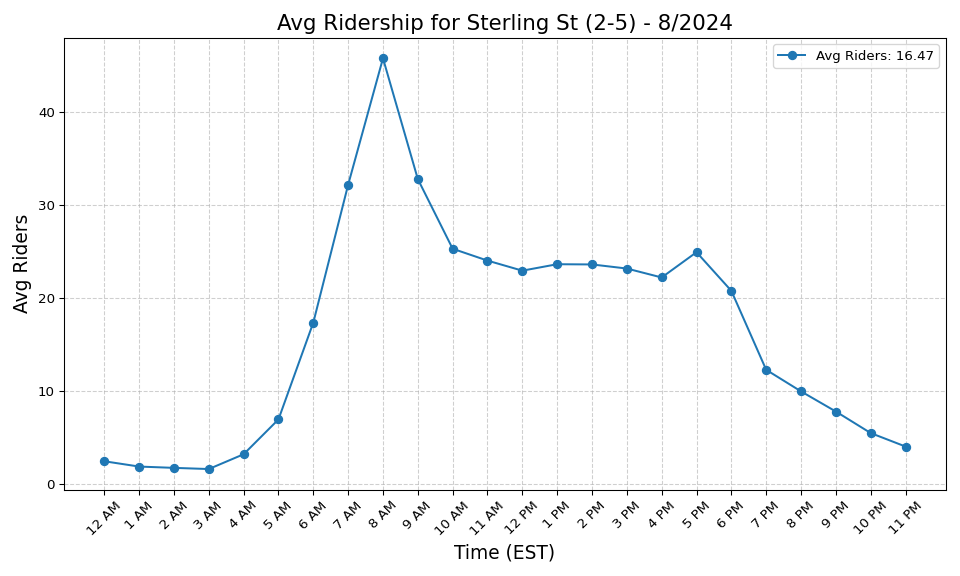 Avg Ridership for Sterling St (2-5) - 8/2024
Avg Riders: 16.47
Avg Riders
40
30
20
10
0
12 AM
1 AM
2 AM
3 AM
4 AM
5 AM
6 AM
7 AM
8 AM
9 AM
10 AM
11 AM
12 PM
1 PM
2 PM
3 PM
4 PM
5 PM
6 PM
7 PM
8 PM
9 PM
10 PM
11 PM
Time (EST)